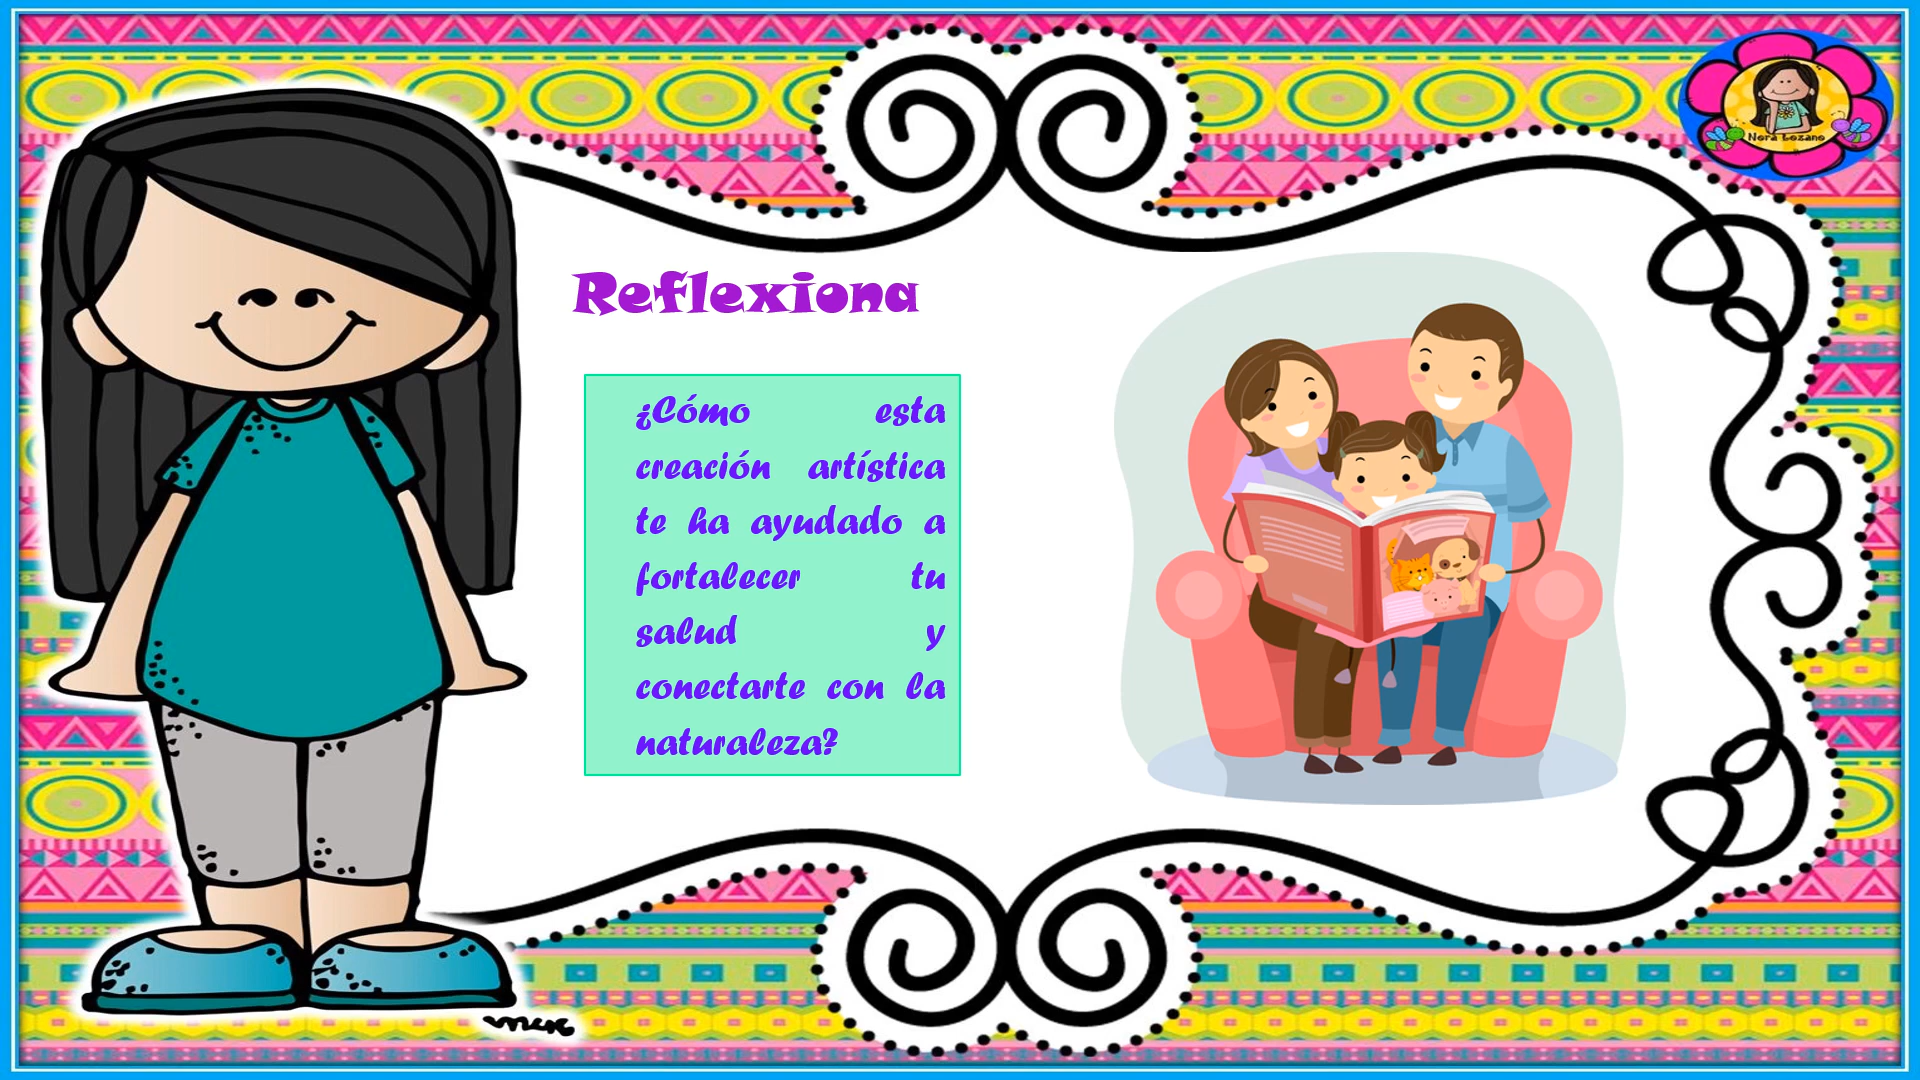 Nora Lozano
Reflexiona
¿Cómo esta
creación artística
te ha ayudado a
fortalecer tu
salud y
conectarte con la
naturaleza?